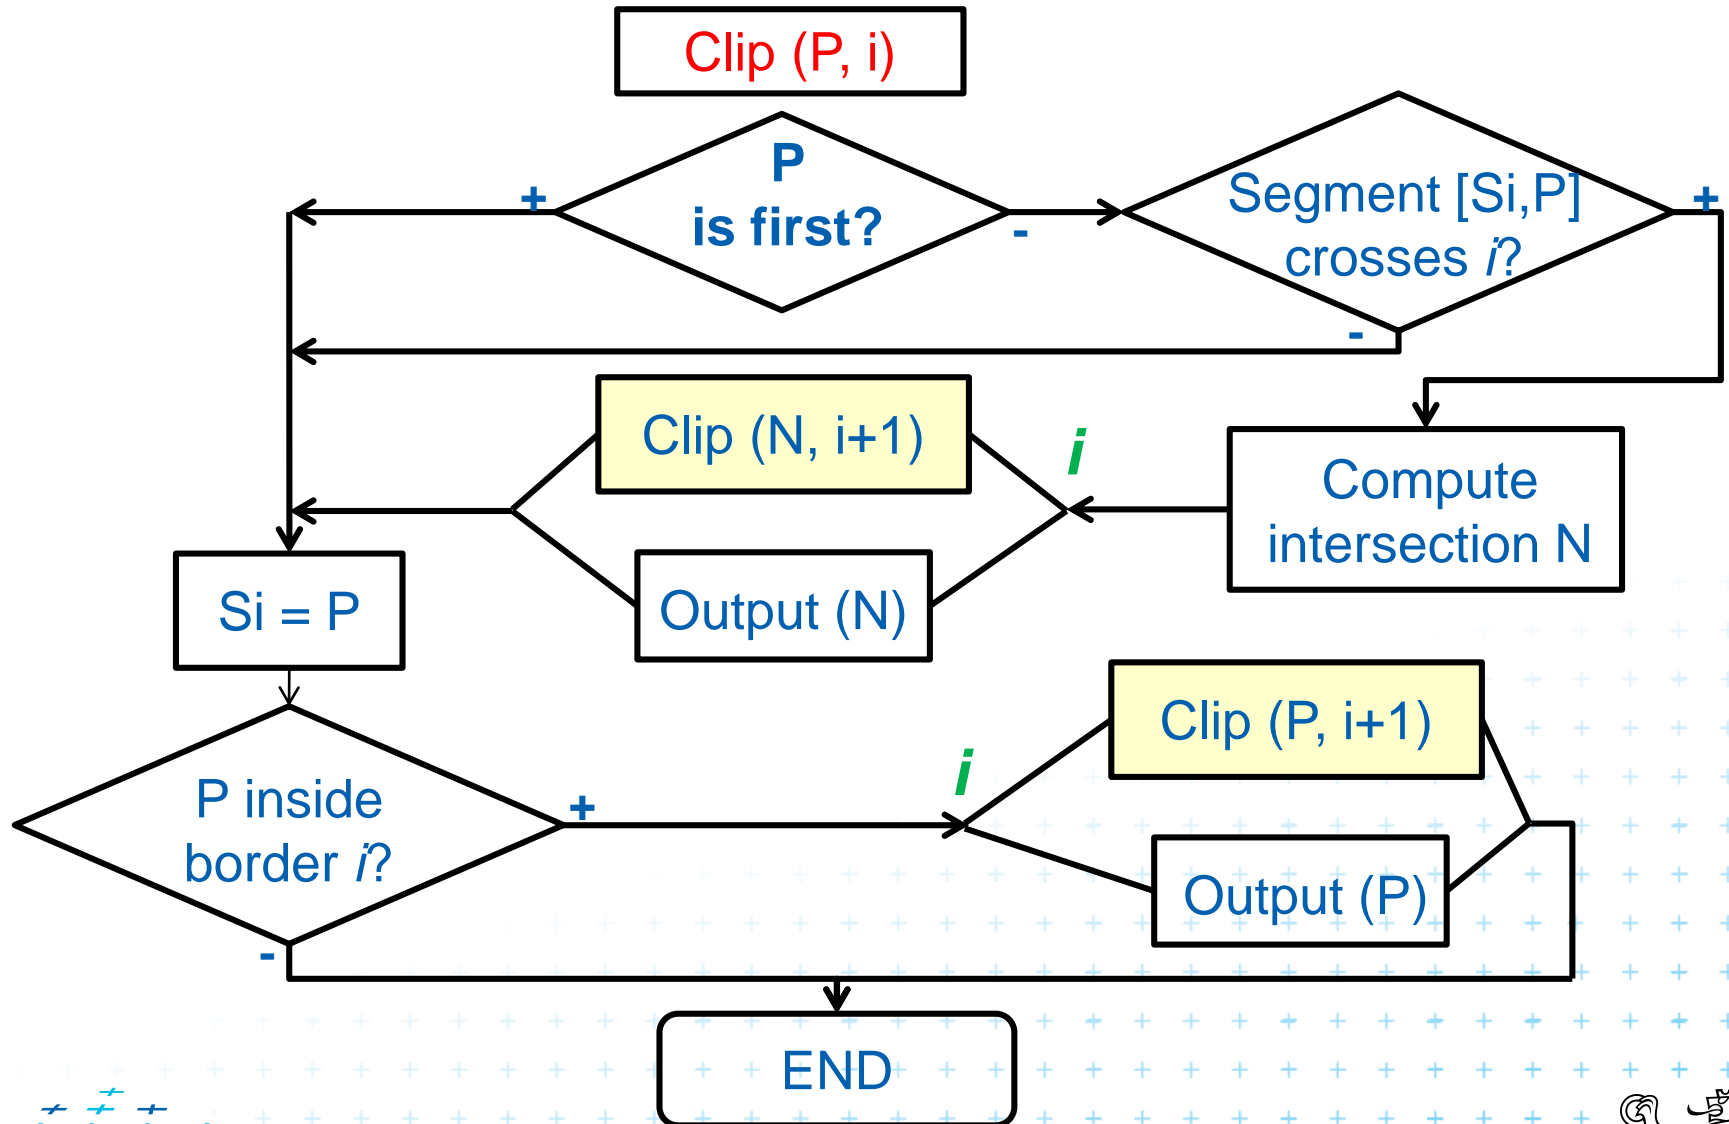 Clip (P, i)
P
is first?
+
-
Segment [Si,P]
crosses i?
+
-
Clip (N, i+1)
i
Compute
intersection N
Output (N)
Si = P
Clip (P, i+1)
i
P inside
border i?
+
-
Output (P)
END